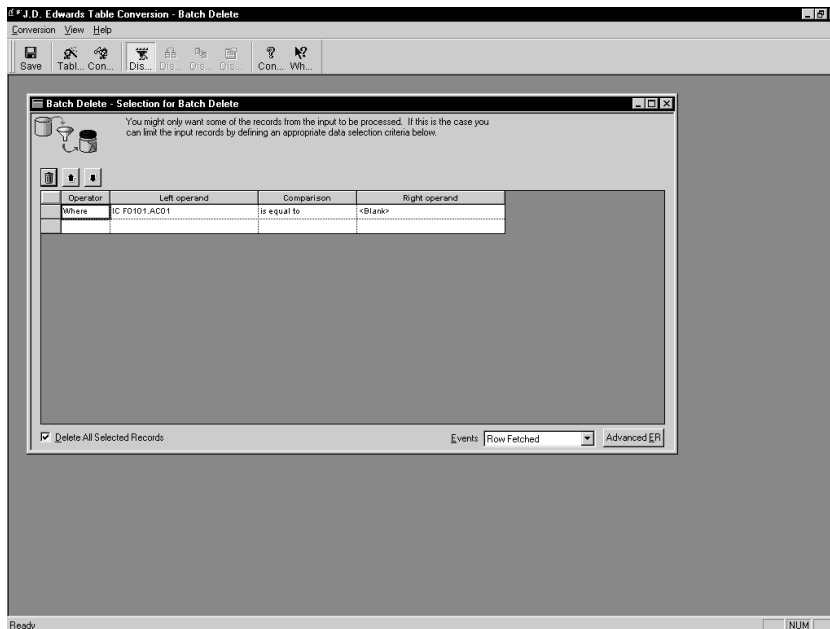 J.D. Edwards Table Conversion - Batch Delete
Conversion View Help
Save Tabl... Con... Dis... Dis... Dis... Dis... Con... Wh...
Batch Delete - Selection for Batch Delete
You might only want some of the records from the input to be processed. If this is the case you
can limit the input records by defining an appropriate data selection criteria below.
Operator Left operand Comparison Right operand
Where IC F0101.AC01 is equal to <Blank>
Delete All Selected Records Events Row Fetched Advanced ER
Ready NUM